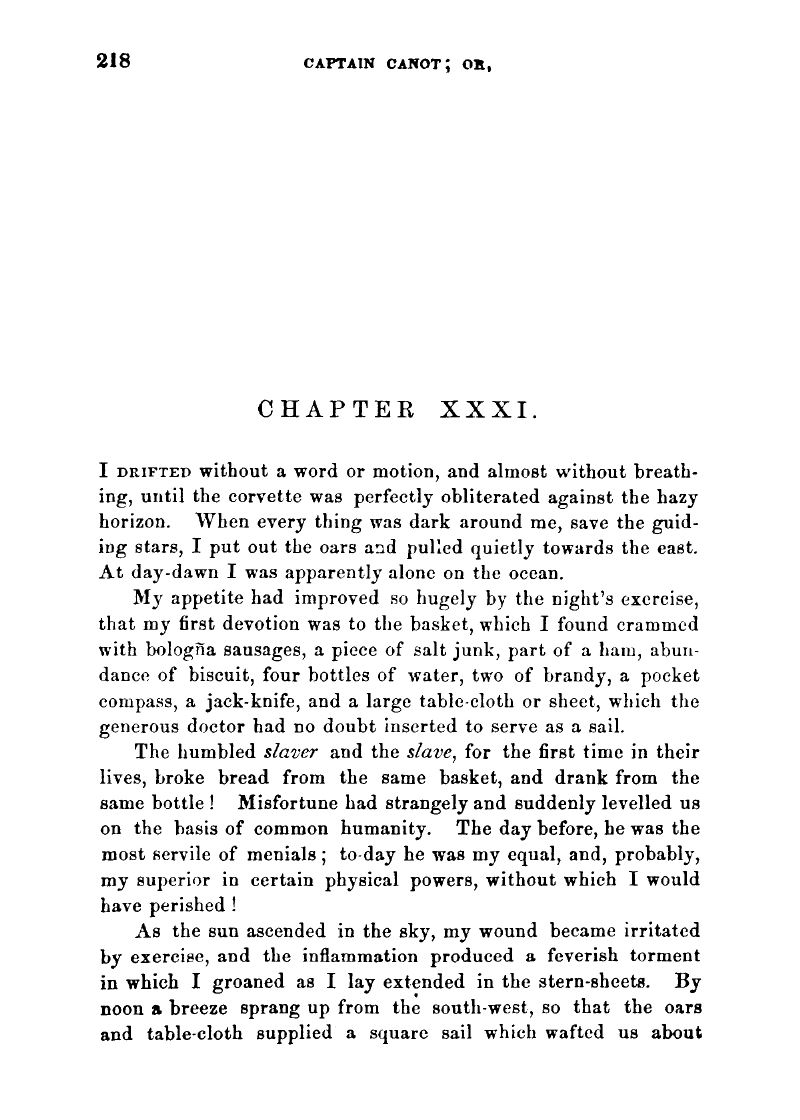 218 CAPTAIN CANOT; OR,
CHAPTER XXXI.
I DRIFTED without a word or motion, and almost without breath-
ing, until the corvette was perfectly obliterated against the hazy
horizon. When every thing was dark around me, save the guid-
ing stars, I put out the oars and pulled quietly towards the east.
At day-dawn I was apparently alone on the ocean.
My appetite had improved so hugely by the night's exercise,
that my first devotion was to the basket, which I found crammed
with bologña sausages, a piece of salt junk, part of a ham, abun-
dance of biscuit, four bottles of water, two of brandy, a pocket
compass, a jack-knife, and a large table-cloth or sheet, which the
generous doctor had no doubt inserted to serve as a sail.
The humbled slaver and the slave, for the first time in their
lives, broke bread from the same basket, and drank from the
same bottle! Misfortune had strangely and suddenly levelled us
on the basis of common humanity. The day before, he was the
most servile of menials; to-day he was my equal, and, probably,
my superior in certain physical powers, without which I would
have perished!
As the sun ascended in the sky, my wound became irritated
by exercise, and the inflammation produced a feverish torment
in which I groaned as I lay extended in the stern-sheets. By
noon a breeze sprang up from the south-west, so that the oars
and table-cloth supplied a square sail which wafted us about